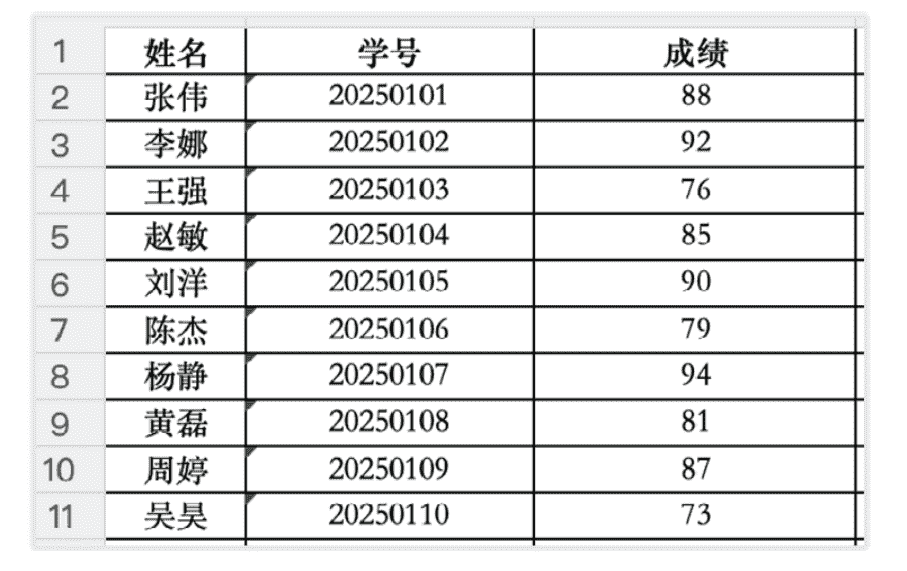 1 姓名 学号 成绩
2 张伟 20250101 88
3 李娜 20250102 92
4 王强 20250103 76
5 赵敏 20250104 85
6 刘洋 20250105 90
7 陈杰 20250106 79
8 杨静 20250107 94
9 黄磊 20250108 81
10 周婷 20250109 87
11 吴昊 20250110 73